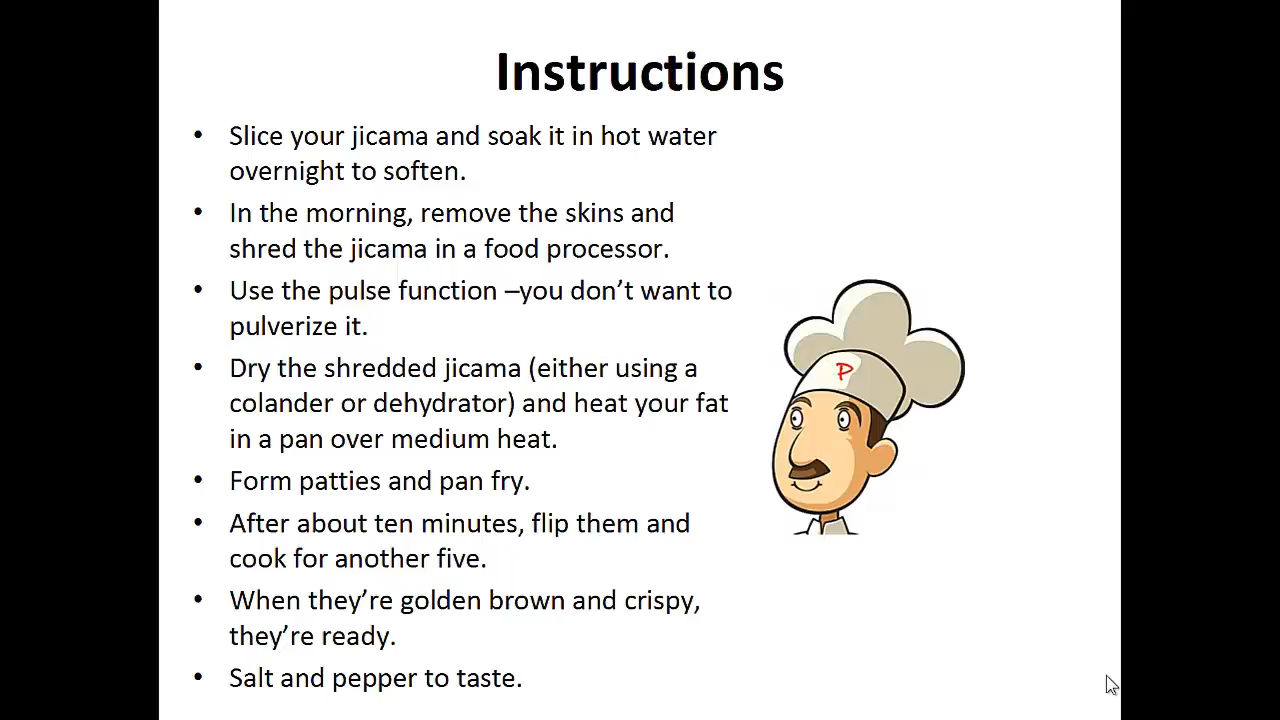 Instructions
• Slice your jicama and soak it in hot water
overnight to soften.
• In the morning, remove the skins and
shred the jicama in a food processor.
• Use the pulse function –you don’t want to
pulverize it.
• Dry the shredded jicama (either using a
colander or dehydrator) and heat your fat
in a pan over medium heat.
• Form patties and pan fry.
• After about ten minutes, flip them and
cook for another five.
• When they’re golden brown and crispy,
they’re ready.
• Salt and pepper to taste.
P